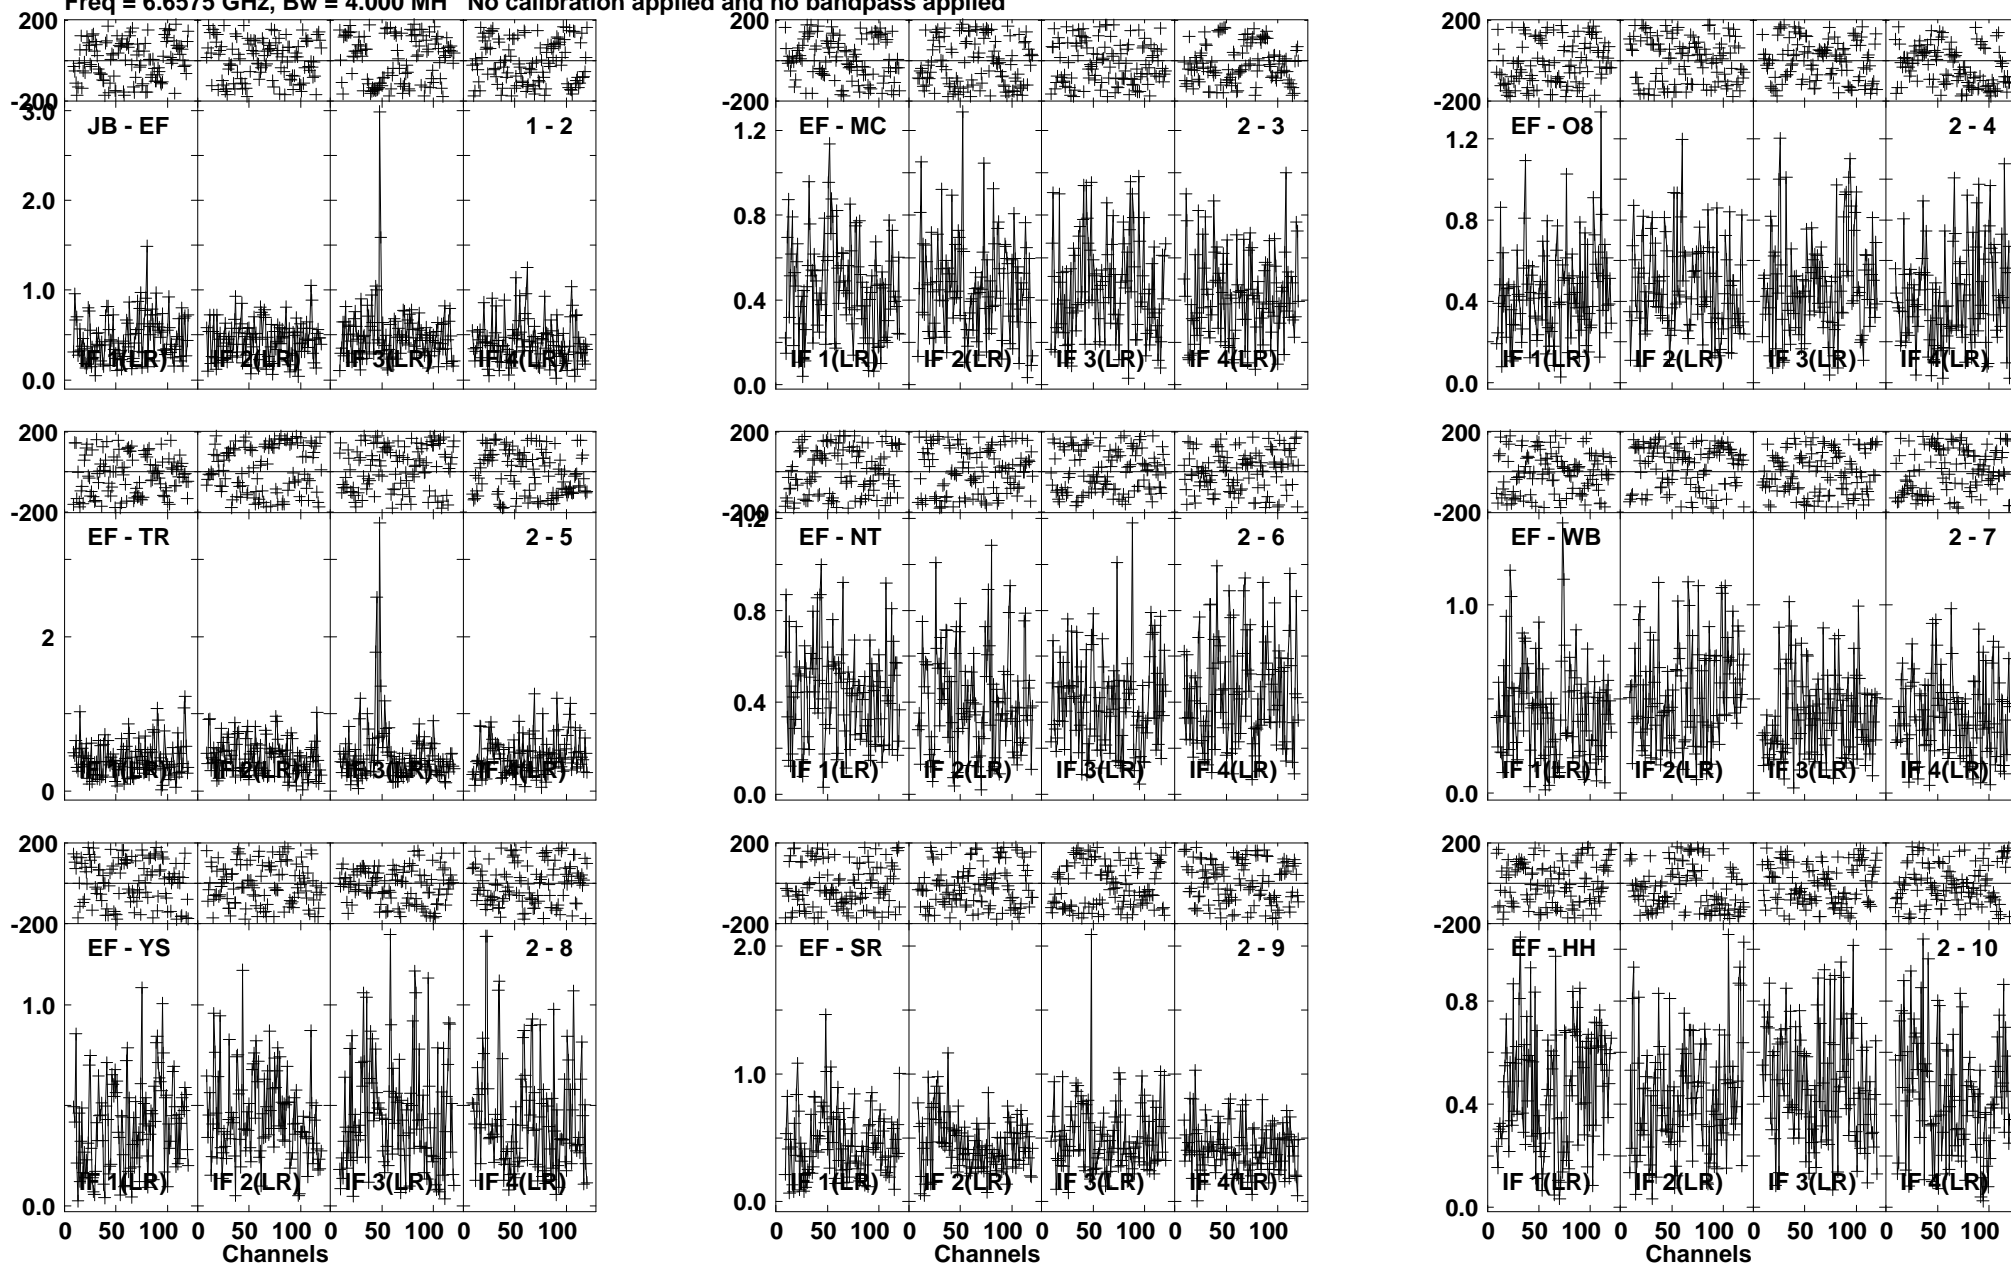 Freq = 6.6575 GHz, Bw = 4.000 MH No calibration applied and no bandpass applied
200
-200
3.0
2.0
1.0
0.0
JB - EF 1 - 2
IF 1(LR) IF 2(LR) IF 3(LR) IF 4(LR)
200
-200
1.2
0.8
0.4
0.0
EF - MC 2 - 3
IF 1(LR) IF 2(LR) IF 3(LR) IF 4(LR)
200
-200
1.2
0.8
0.4
0.0
EF - O8 2 - 4
IF 1(LR) IF 2(LR) IF 3(LR) IF 4(LR)
200
-200
2
0
EF - TR 2 - 5
IF 1(LR) IF 2(LR) IF 3(LR) IF 4(LR)
200
-200
1.2
0.8
0.4
0.0
EF - NT 2 - 6
IF 1(LR) IF 2(LR) IF 3(LR) IF 4(LR)
200
-200
1.0
0.0
EF - WB 2 - 7
IF 1(LR) IF 2(LR) IF 3(LR) IF 4(LR)
200
-200
1.0
0.0
EF - YS 2 - 8
IF 1(LR) IF 2(LR) IF 3(LR) IF 4(LR)
0 50 100 0 50 100 0 50 100 0 50 100
Channels
200
-200
2.0
1.0
0.0
EF - SR 2 - 9
IF 1(LR) IF 2(LR) IF 3(LR) IF 4(LR)
0 50 100 0 50 100 0 50 100 0 50 100
Channels
200
-200
0.8
0.4
0.0
EF - HH 2 - 10
IF 1(LR) IF 2(LR) IF 3(LR) IF 4(LR)
0 50 100 0 50 100 0 50 100 0 50 100
Channels